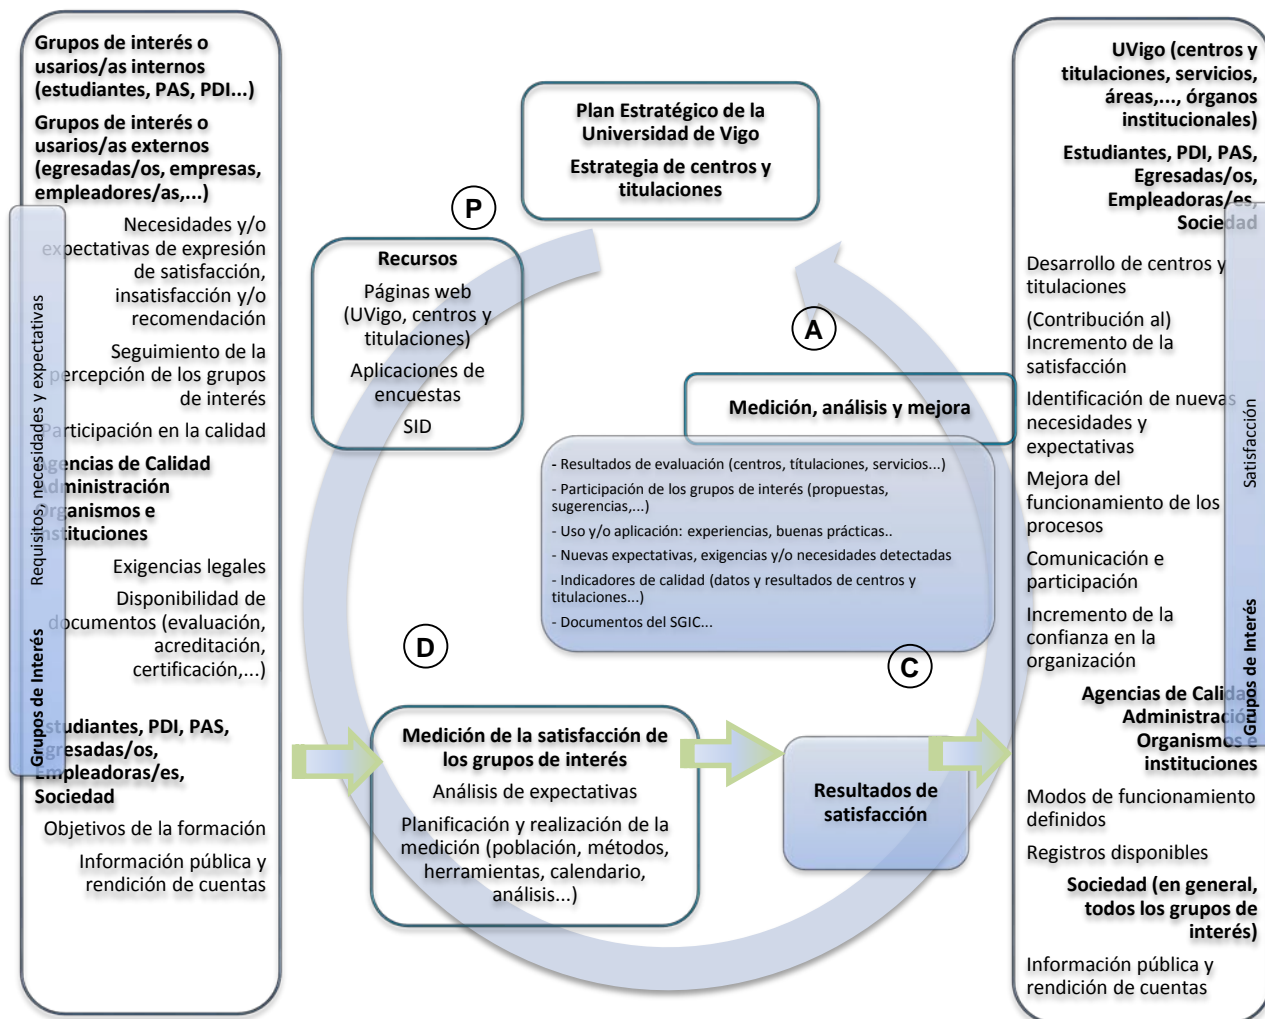 Grupos de interés o
usarios/as internos
(estudiantes, PAS, PDI...)
Grupos de interés o
usarios/as externos
(egresadas/os, empresas,
empleadores/as,...)
Necesidades y/o
expectativas de expresión
de satisfacción,
insatisfacción y/o
recomendación
Seguimiento de la
percepción de los grupos
de interés
Participación en la calidad
Agencias de Calidad
Administración
Organismos e
instituciones
Exigencias legales
Disponibilidad de
documentos (evaluación,
acreditación,
certificación,...)
Estudiantes, PDI, PAS,
Egresadas/os,
Empleadoras/es,
Sociedad
Objetivos de la formación
Información pública y
rendición de cuentas
Grupos de Interés
Requisitos, necesidades y expectativas
Plan Estratégico de la
Universidad de Vigo
Estrategia de centros y
titulaciones
P
Recursos
Páginas web
(UVigo, centros y
titulaciones)
Aplicaciones de
encuestas
SID
A
Medición, análisis y mejora
- Resultados de evaluación (centros, títulaciones, servicios...)
- Participación de los grupos de interés (propuestas,
sugerencias,...)
- Uso y/o aplicación: experiencias, buenas prácticas..
- Nuevas expectativas, exigencias y/o necesidades detectadas
- Indicadores de calidad (datos y resultados de centros y
titulaciones...)
- Documentos del SGIC...
D
C
Medición de la satisfacción de
los grupos de interés
Análisis de expectativas
Planificación y realización de la
medición (población, métodos,
herramientas, calendario,
análisis...)
Resultados de
satisfacción
UVigo (centros y
titulaciones, servicios,
áreas,..., órganos
institucionales)
Estudiantes, PDI, PAS,
Egresadas/os,
Empleadoras/es,
Sociedad
Desarrollo de centros y
titulaciones
(Contribución al)
Incremento de la
satisfacción
Identificación de nuevas
necesidades y
expectativas
Mejora del
funcionamiento de los
procesos
Comunicación e
participación
Incremento de la
confianza en la
organización
Agencias de Calidad
Administración
Organismos e
instituciones
Modos de funcionamiento
definidos
Registros disponibles
Sociedad (en general,
todos los grupos de
interés)
Información pública y
rendición de cuentas
Grupos de Interés
Satisfacción